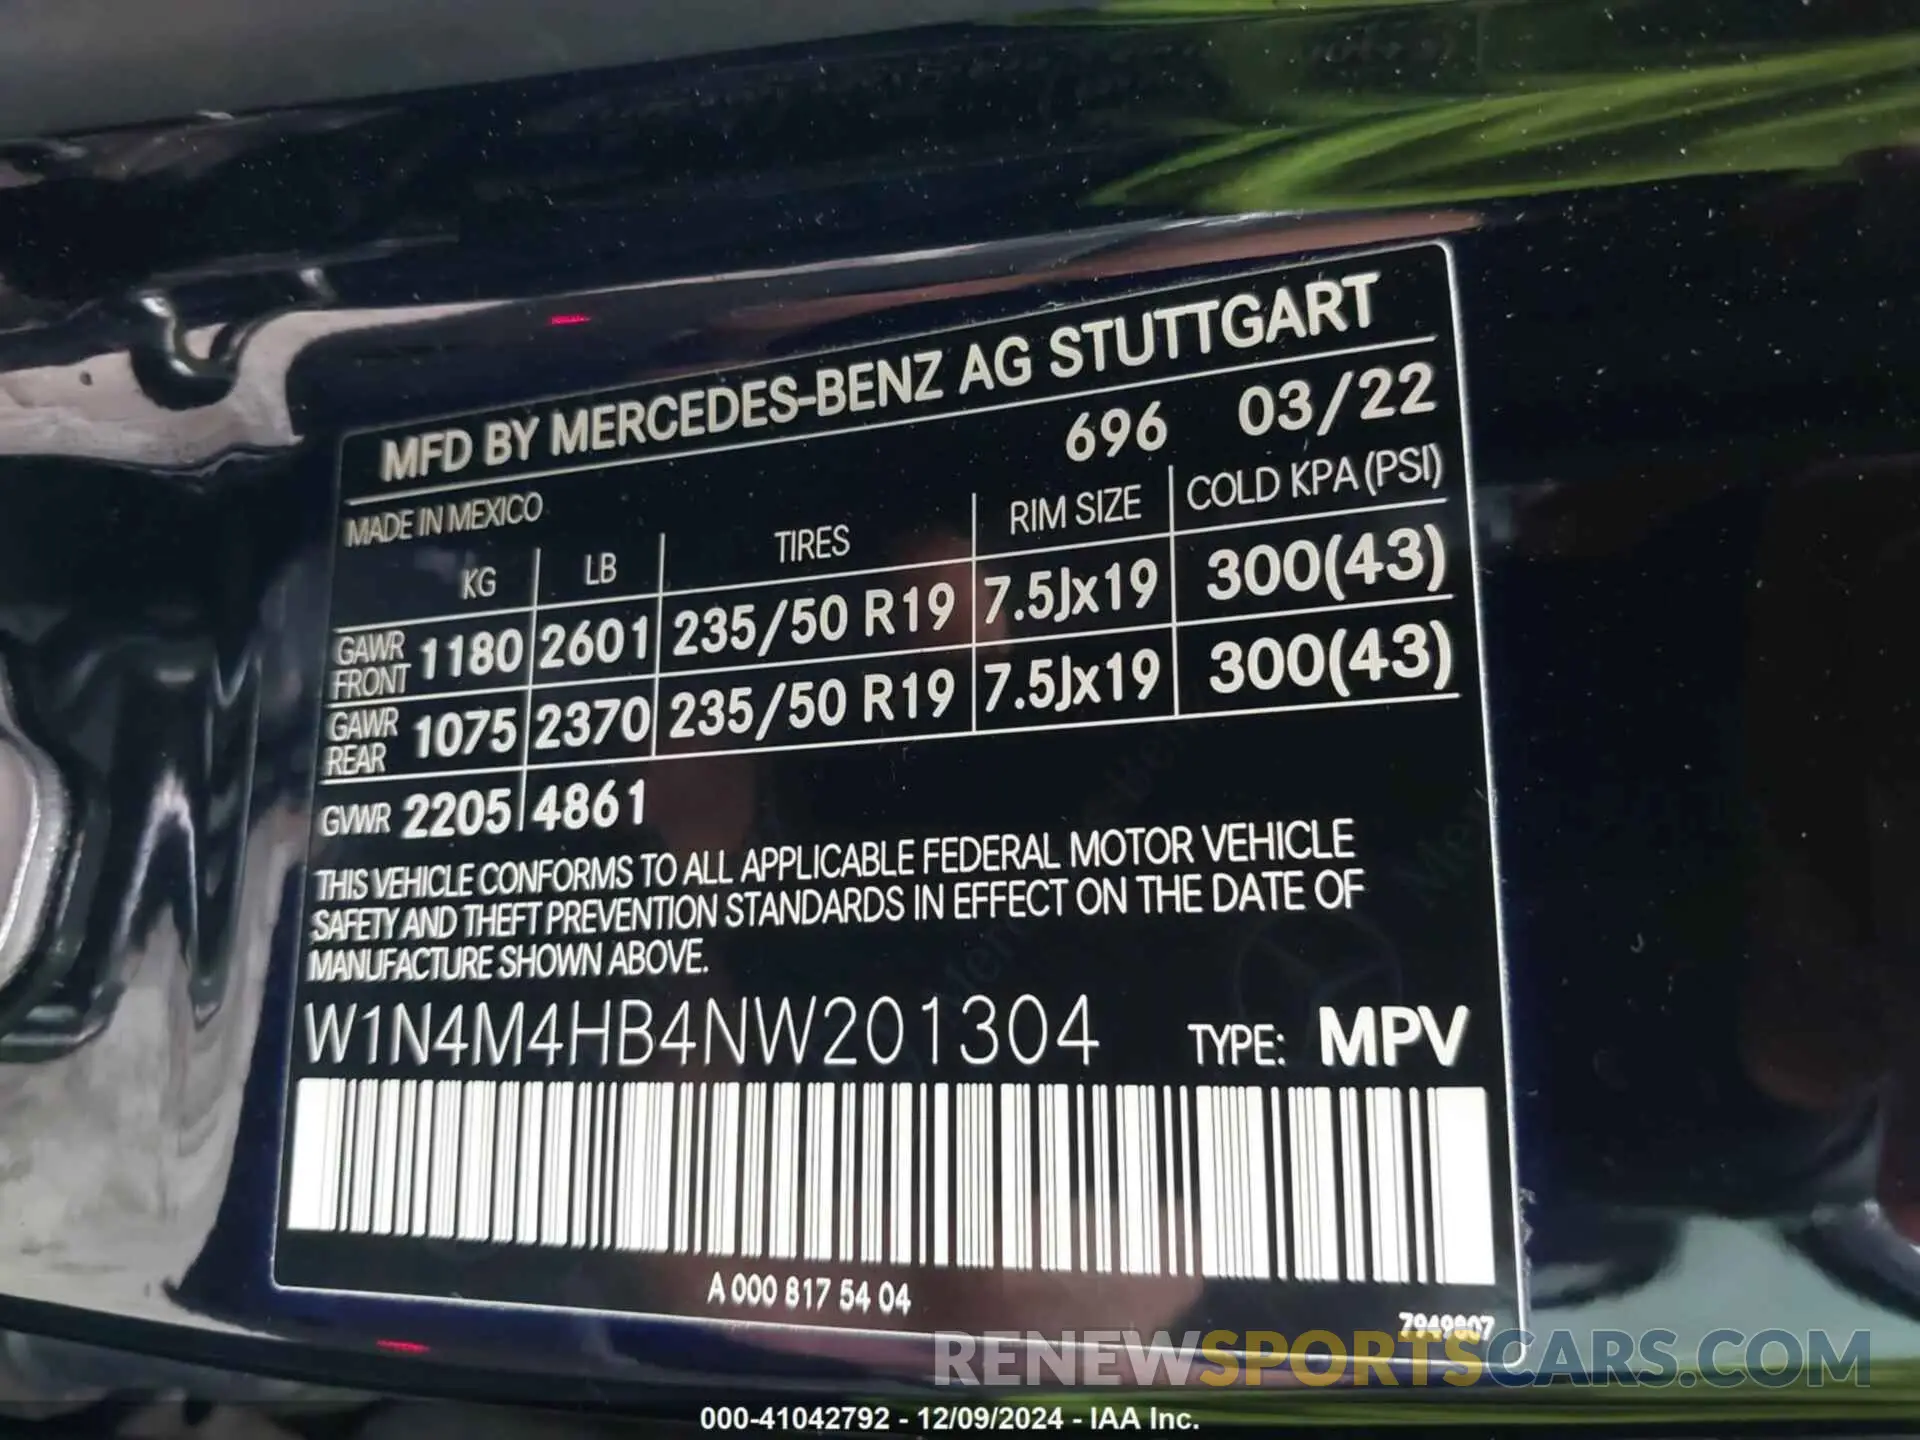 MFD BY MERCEDES-BENZ AG STUTTGART
696 03/22
MADE IN MEXICO
KG LB TIRES RIM SIZE COLD KPA (PSI)
GAWR FRONT 1180 2601 235/50 R19 7.5Jx19 300(43)
GAWR REAR 1075 2370 235/50 R19 7.5Jx19 300(43)
GVWR 2205 4861
THIS VEHICLE CONFORMS TO ALL APPLICABLE FEDERAL MOTOR VEHICLE
SAFETY AND THEFT PREVENTION STANDARDS IN EFFECT ON THE DATE OF
MANUFACTURE SHOWN ABOVE.
W1N4M4HB4NW201304 TYPE: MPV
A 000 817 54 04
RENEWSPORTSCARS.COM
000-41042792 - 12/09/2024 - IAA Inc.